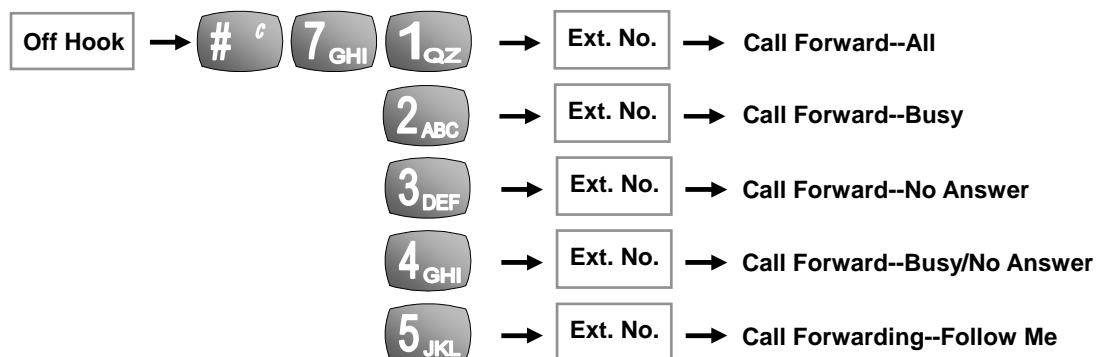 Off Hook # c 7 GHI 1 QZ Ext. No. Call Forward--All
2 ABC Ext. No. Call Forward--Busy
3 DEF Ext. No. Call Forward--No Answer
4 GHI Ext. No. Call Forward--Busy/No Answer
5 JKL Ext. No. Call Forwarding--Follow Me